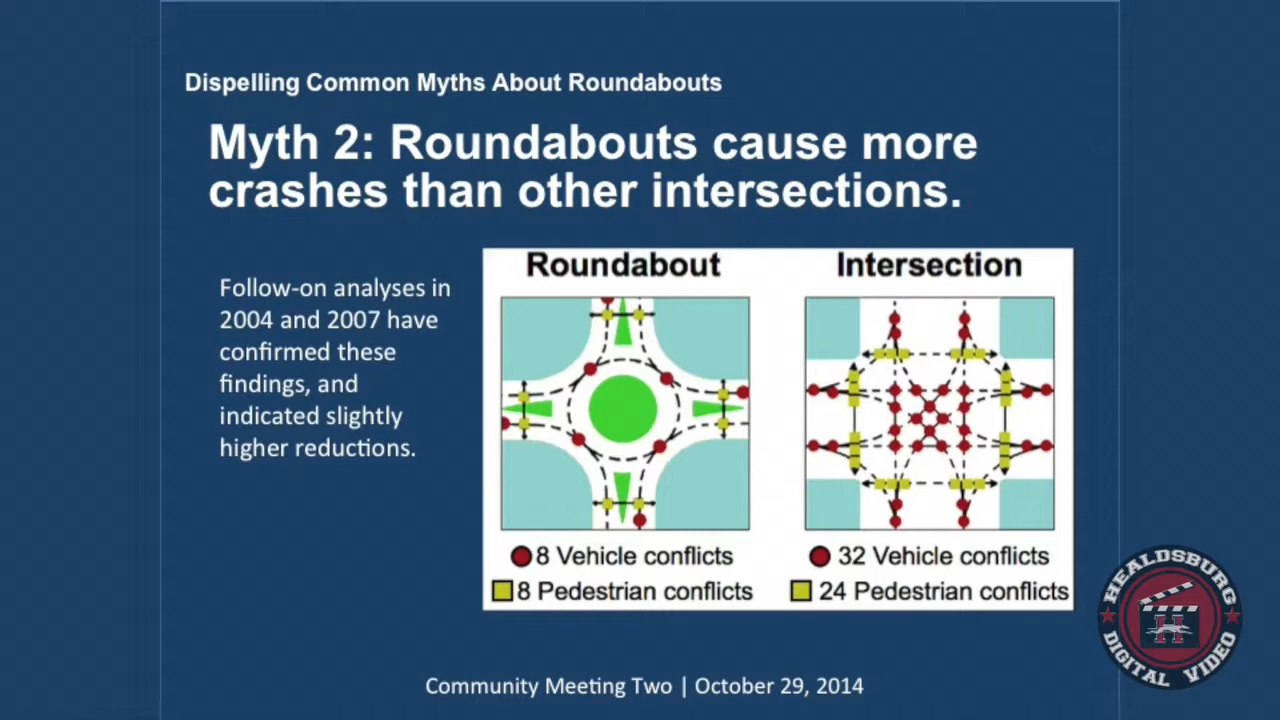 Dispelling Common Myths About Roundabouts
Myth 2: Roundabouts cause more
crashes than other intersections.
Follow-on analyses in
2004 and 2007 have
confirmed these
findings, and
indicated slightly
higher reductions.
Roundabout
8 Vehicle conflicts
8 Pedestrian conflicts
Intersection
32 Vehicle conflicts
24 Pedestrian conflicts
HEALDSBURG
H
DIGITAL VIDEO
Community Meeting Two | October 29, 2014